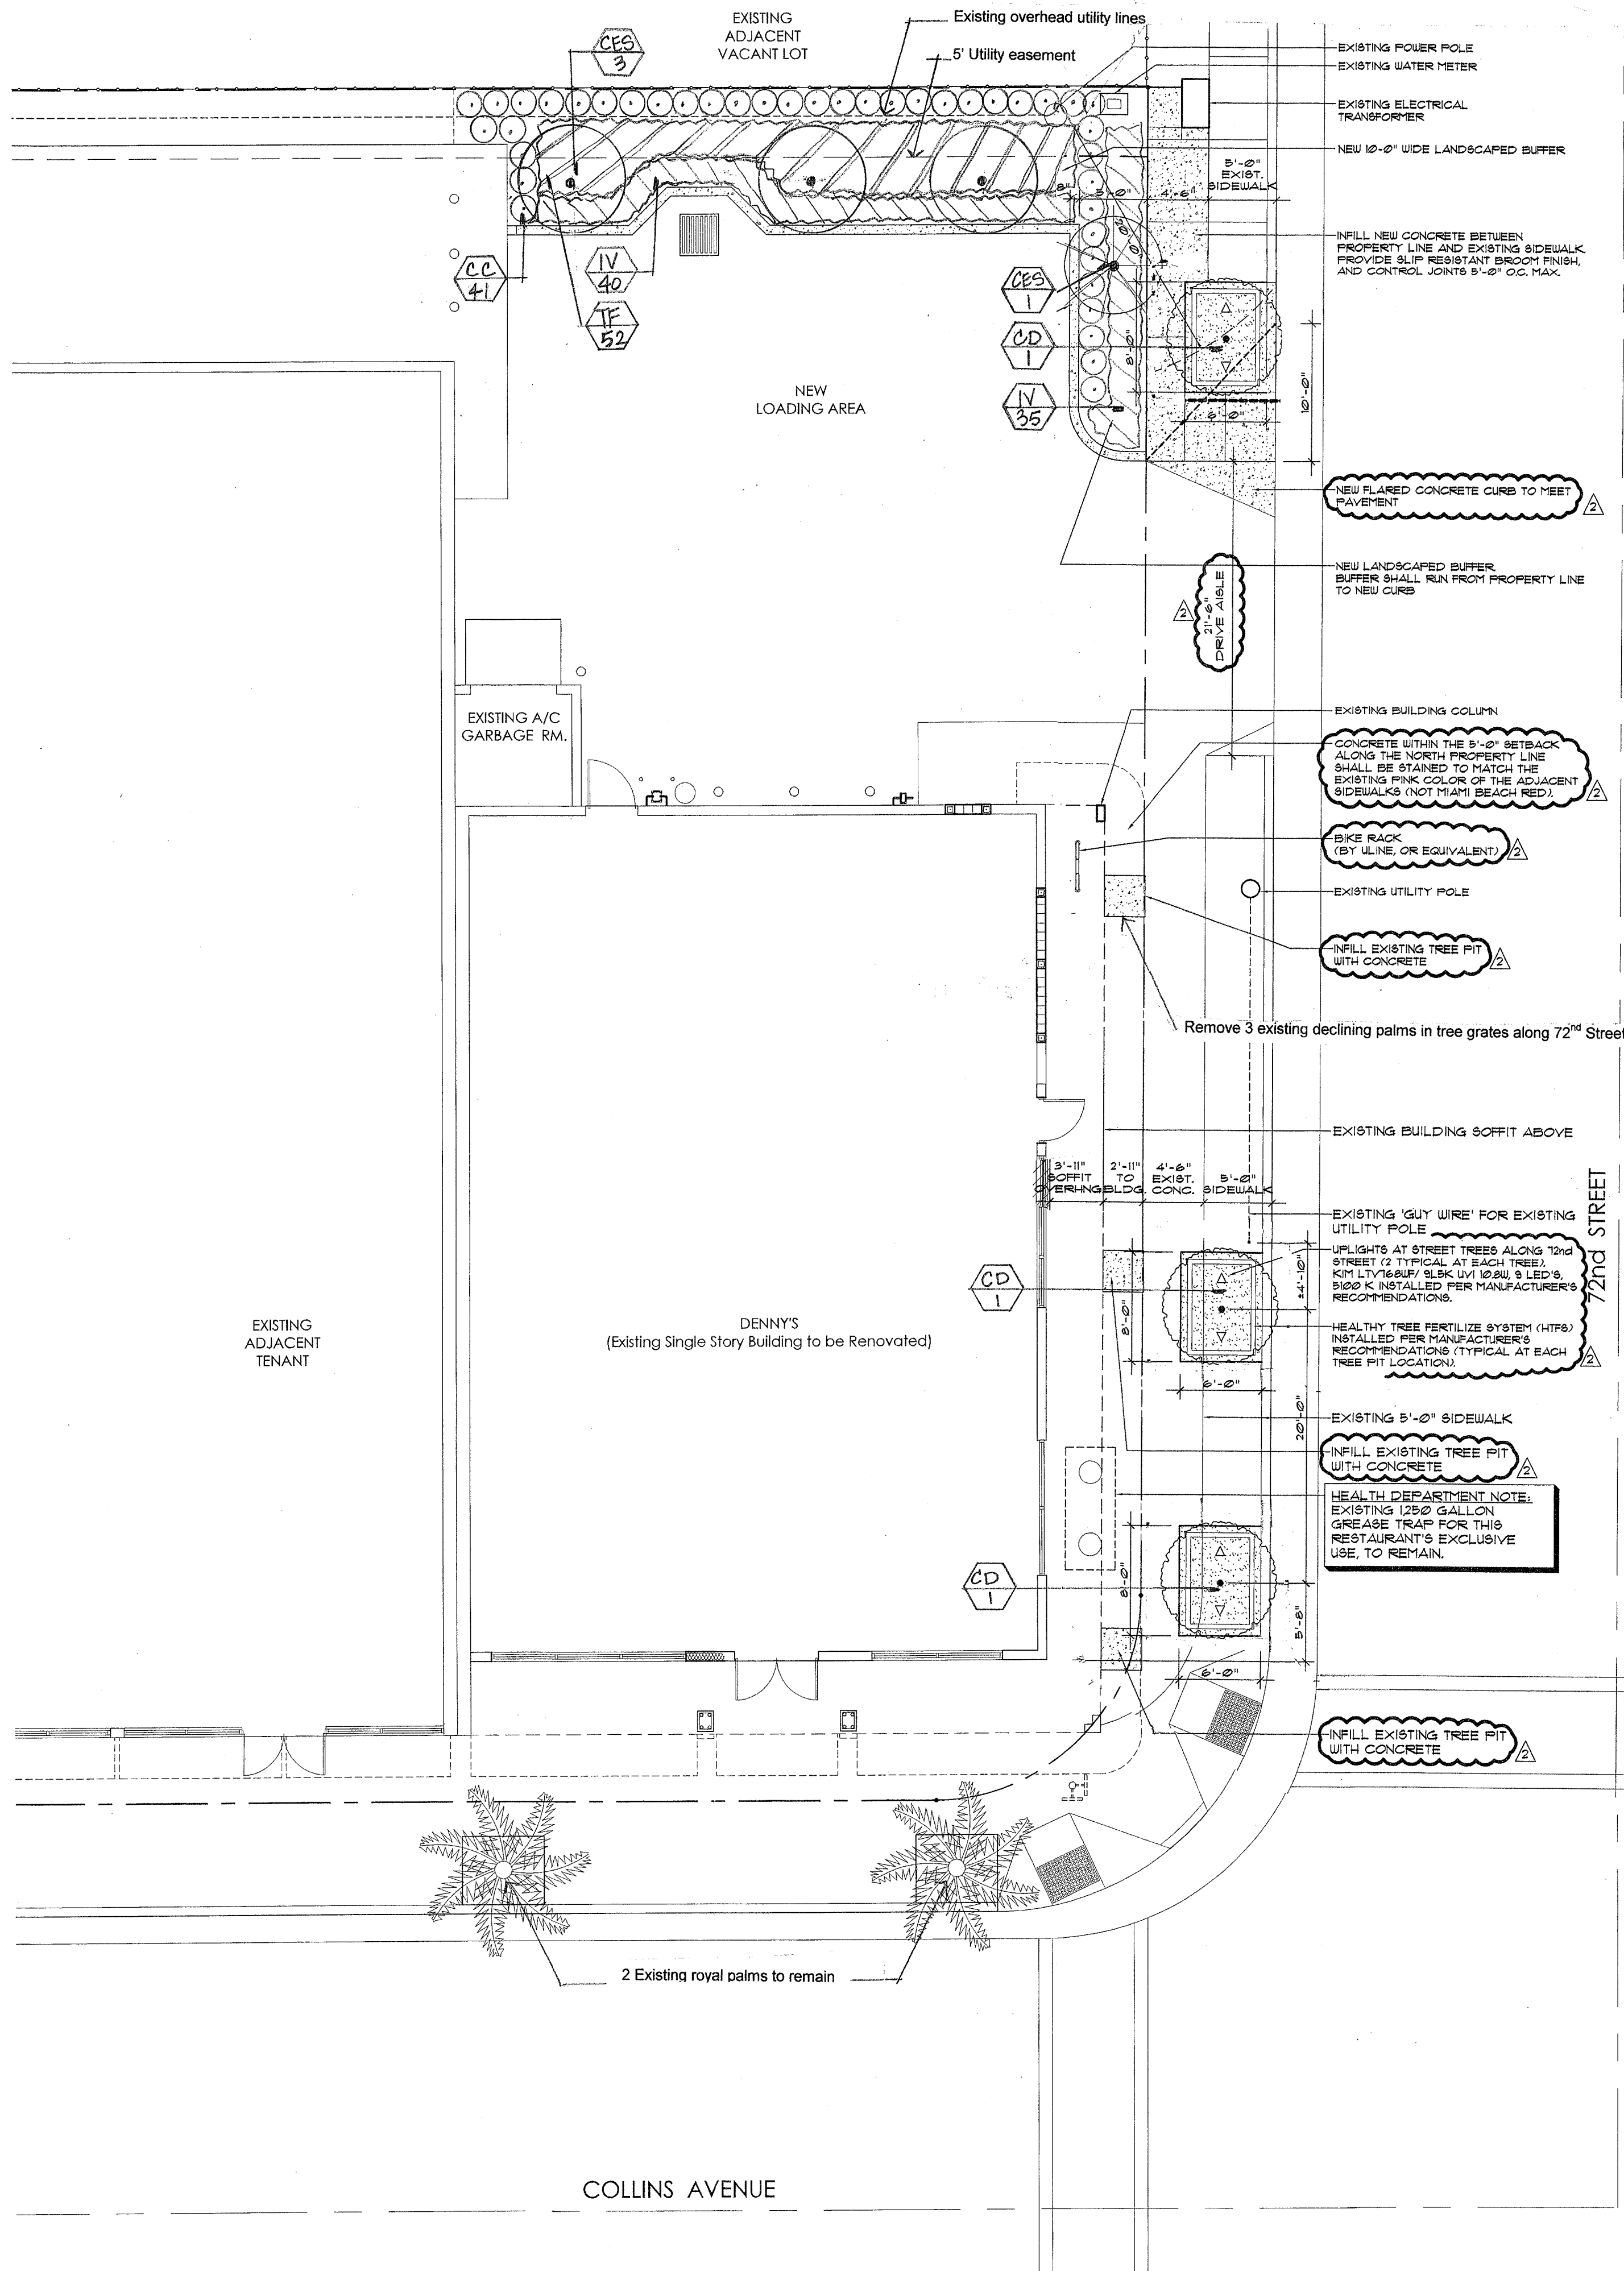 EXISTING
ADJACENT
VACANT LOT
Existing overhead utility lines
5' Utility easement
CES
3
EXISTING POWER POLE
EXISTING WATER METER
EXISTING ELECTRICAL
TRANSFORMER
NEW 10'-0" WIDE LANDSCAPED BUFFER
5'-0"
EXIST.
SIDEWALK
5'-0"
4'-6"
INFILL NEW CONCRETE BETWEEN
PROPERTY LINE AND EXISTING SIDEWALK.
PROVIDE SLIP RESISTANT BROOM FINISH,
AND CONTROL JOINTS 5'-0" O.C. MAX.
CC
41
IV
40
TF
52
CES
1
CD
1
IV
35
8'-0"
6'-0"
10'-0"
NEW
LOADING AREA
NEW FLARED CONCRETE CURB TO MEET
PAVEMENT
2
NEW LANDSCAPED BUFFER.
BUFFER SHALL RUN FROM PROPERTY LINE
TO NEW CURB
21'-6"
DRIVE AISLE
2
EXISTING A/C
GARBAGE RM.
EXISTING BUILDING COLUMN
CONCRETE WITHIN THE 5'-0" SETBACK
ALONG THE NORTH PROPERTY LINE
SHALL BE STAINED TO MATCH THE
EXISTING PINK COLOR OF THE ADJACENT
SIDEWALKS (NOT MIAMI BEACH RED).
2
BIKE RACK
(BY ULINE, OR EQUIVALENT)
2
EXISTING UTILITY POLE
INFILL EXISTING TREE PIT
WITH CONCRETE
2
Remove 3 existing declining palms in tree grates along 72nd Street
EXISTING BUILDING SOFFIT ABOVE
3'-11"
SOFFIT
OVERHNG
2'-11"
TO
BLDG.
4'-6"
EXIST.
CONC.
5'-0"
SIDEWALK
72nd STREET
EXISTING 'GUY WIRE' FOR EXISTING
UTILITY POLE
UPLIGHTS AT STREET TREES ALONG 72nd
STREET (2 TYPICAL AT EACH TREE).
KIM LTV768WF/ 9L5K UV1 10.8W, 9 LED'S,
5100 K INSTALLED PER MANUFACTURER'S
RECOMMENDATIONS.
HEALTHY TREE FERTILIZE SYSTEM (HTFS)
INSTALLED PER MANUFACTURER'S
RECOMMENDATIONS (TYPICAL AT EACH
TREE PIT LOCATION).
2
CD
1
8'-0"
±4'-10"
6'-0"
EXISTING
ADJACENT
TENANT
DENNY'S
(Existing Single Story Building to be Renovated)
EXISTING 5'-0" SIDEWALK
20'-0"
INFILL EXISTING TREE PIT
WITH CONCRETE
2
HEALTH DEPARTMENT NOTE:
EXISTING 1,250 GALLON
GREASE TRAP FOR THIS
RESTAURANT'S EXCLUSIVE
USE, TO REMAIN.
CD
1
8'-0"
5'-8"
6'-0"
INFILL EXISTING TREE PIT
WITH CONCRETE
2
2 Existing royal palms to remain
COLLINS AVENUE